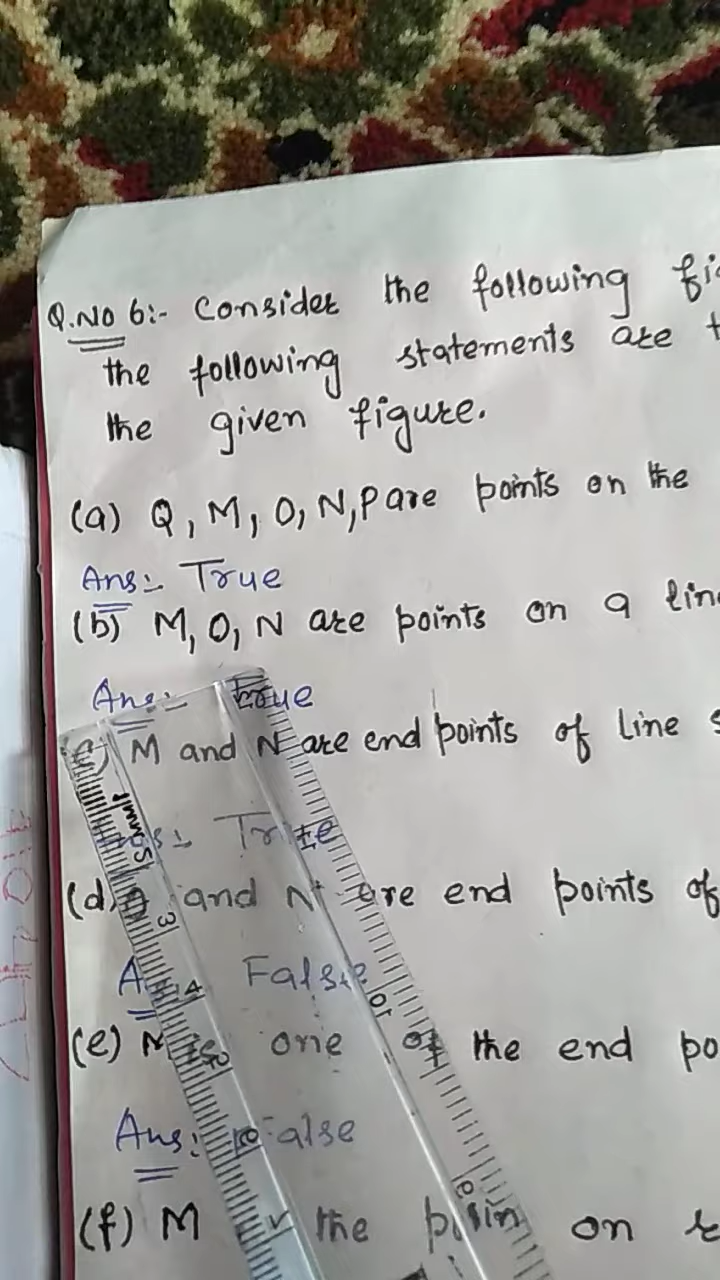 Q.NO 6:- Consider the following
the following statements are
the given figure.
(a) Q, M, O, N, P are points on the
Ans:- True
(b) M, O, N are points on a
Ans:- True
M and N are end points of line
Ans: True
(d) and N are end points of
False
(e) one of the end
Ans: False
(f) M the on